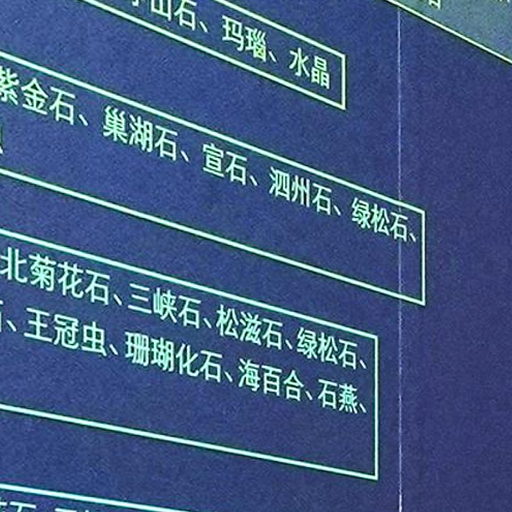 山石、玛瑙、水晶
紫金石、巢湖石、宣石、泗州石、绿松石、
北菊花石、三峡石、松滋石、绿松石、
、王冠虫、珊瑚化石、海百合、石燕、